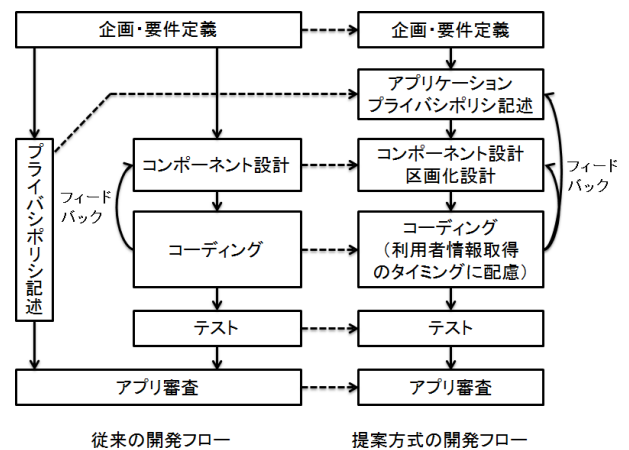 企画・要件定義
プライバシポリシ記述
コンポーネント設計
フィード
バック
コーディング
テスト
アプリ審査
従来の開発フロー
企画・要件定義
アプリケーション
プライバシポリシ記述
コンポーネント設計
区画化設計
フィード
バック
コーディング
（利用者情報取得
のタイミングに配慮）
テスト
アプリ審査
提案方式の開発フロー